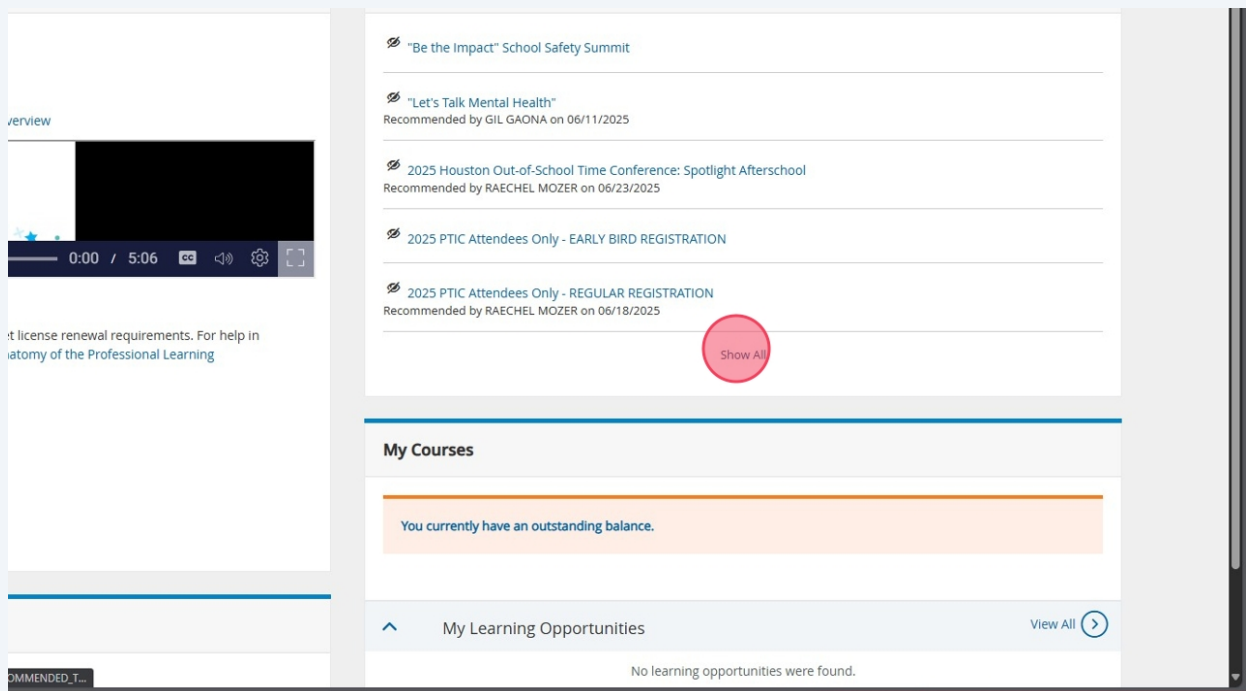 "Be the Impact" School Safety Summit
"Let's Talk Mental Health"
Recommended by GIL GAONA on 06/11/2025
2025 Houston Out-of-School Time Conference: Spotlight Afterschool
Recommended by RAECHEL MOZER on 06/23/2025
2025 PTIC Attendees Only - EARLY BIRD REGISTRATION
2025 PTIC Attendees Only - REGULAR REGISTRATION
Recommended by RAECHEL MOZER on 06/18/2025
Show All
verview
0:00 / 5:06 CC
et license renewal requirements. For help in
natomy of the Professional Learning
My Courses
You currently have an outstanding balance.
My Learning Opportunities
View All
No learning opportunities were found.
OMMENDED_T...